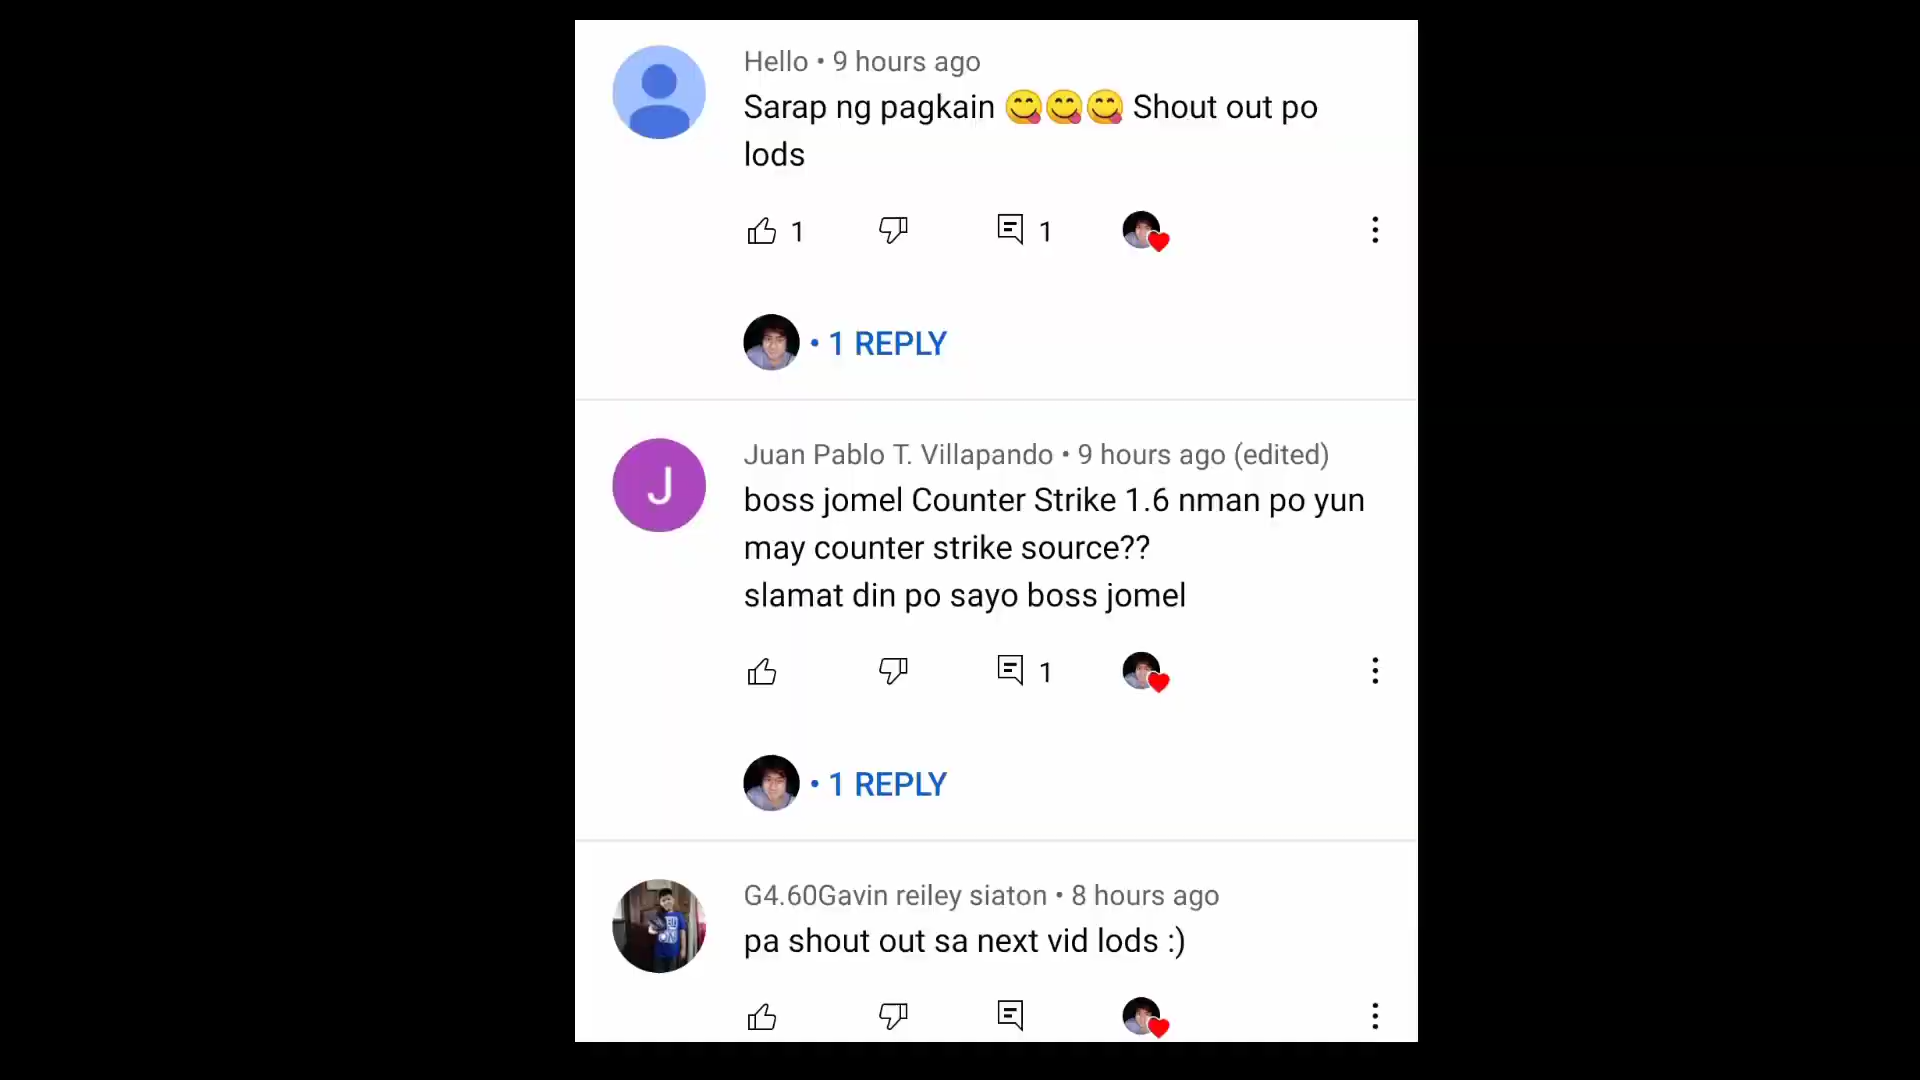 Hello • 9 hours ago
Sarap ng pagkain 😋😋😋 Shout out po
lods
1
1
• 1 REPLY
J
Juan Pablo T. Villapando • 9 hours ago (edited)
boss jomel Counter Strike 1.6 nman po yun
may counter strike source??
slamat din po sayo boss jomel
1
• 1 REPLY
G4.60Gavin reiley siaton • 8 hours ago
pa shout out sa next vid lods :)